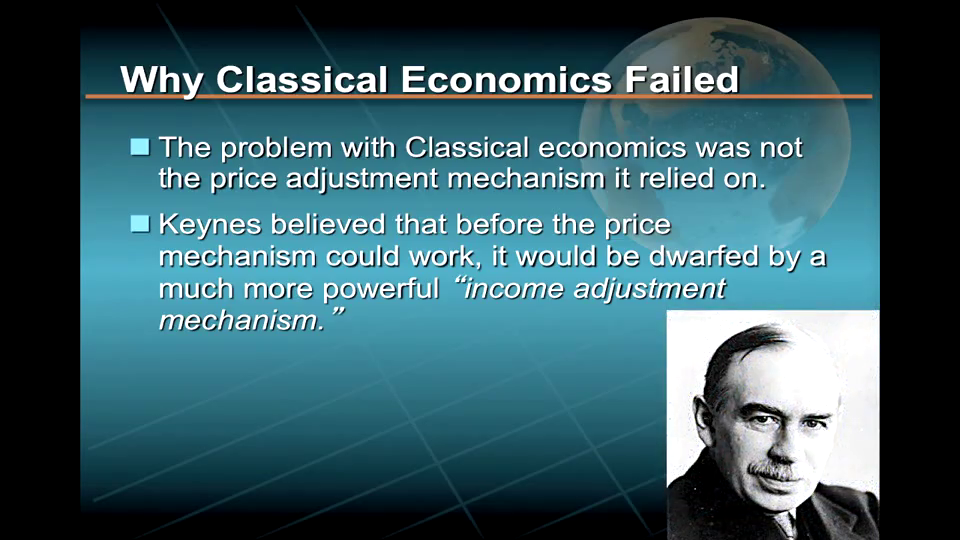 Why Classical Economics Failed
The problem with Classical economics was not
the price adjustment mechanism it relied on.
Keynes believed that before the price
mechanism could work, it would be dwarfed by a
much more powerful “income adjustment
mechanism.”